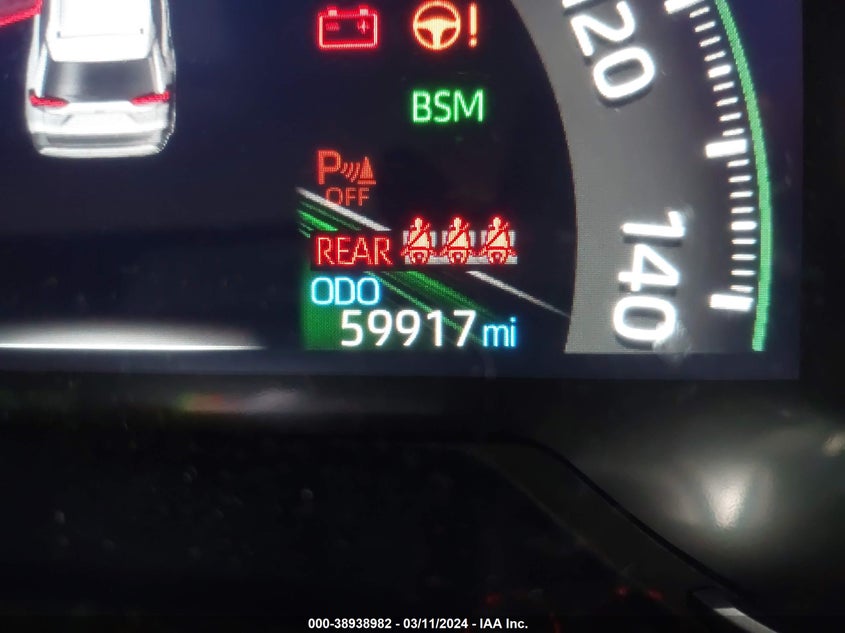 120
BSM
P
OFF
REAR
140
ODO
59917 mi
000-38938982 - 03/11/2024 - IAA Inc.